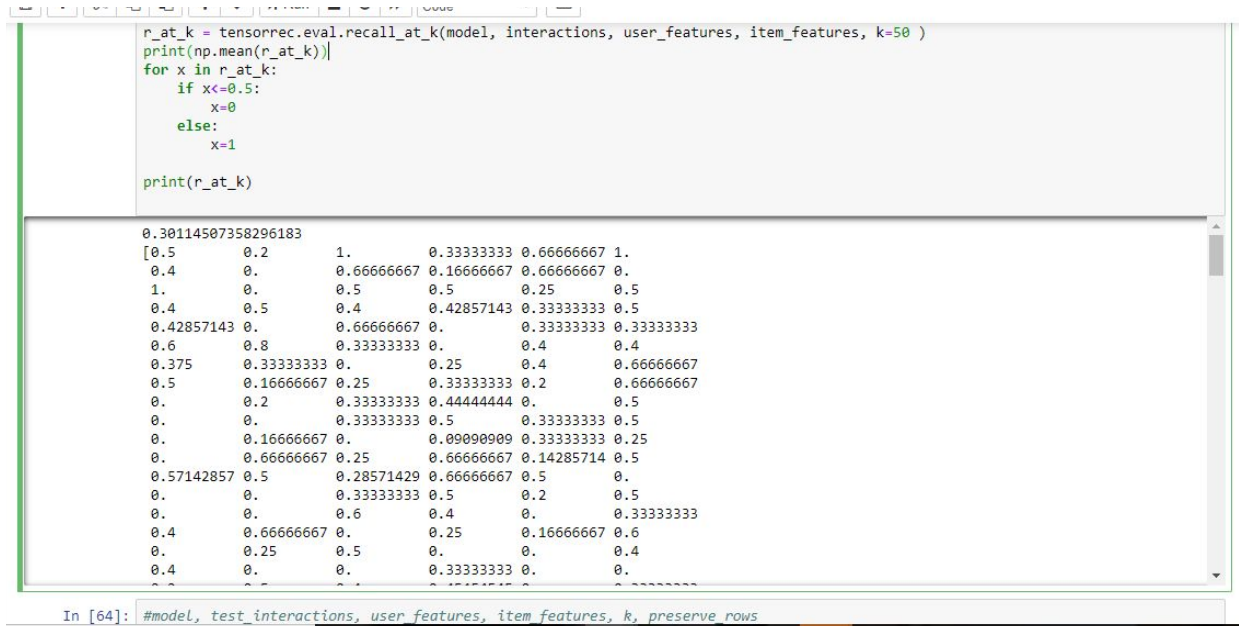 r_at_k = tensorrec.eval.recall_at_k(model, interactions, user_features, item_features, k=50 )
print(np.mean(r_at_k))
for x in r_at_k:
    if x<=0.5:
        x=0
    else:
        x=1
print(r_at_k)
0.30114507358296183
[0.5 0.2 1. 0.33333333 0.66666667 1.
0.4 0. 0.66666667 0.16666667 0.66666667 0.
1. 0. 0.5 0.5 0.25 0.5
0.4 0.5 0.4 0.42857143 0.33333333 0.5
0.42857143 0. 0.66666667 0. 0.33333333 0.33333333
0.6 0.8 0.33333333 0. 0.4 0.4
0.375 0.33333333 0. 0.25 0.4 0.66666667
0.5 0.16666667 0.25 0.33333333 0.2 0.66666667
0. 0.2 0.33333333 0.44444444 0. 0.5
0. 0. 0.33333333 0.5 0.33333333 0.5
0. 0.16666667 0. 0.09090909 0.33333333 0.25
0. 0.66666667 0.25 0.66666667 0.14285714 0.5
0.57142857 0.5 0.28571429 0.66666667 0.5 0.
0. 0. 0.33333333 0.5 0.2 0.5
0. 0. 0.6 0.4 0. 0.33333333
0.4 0.66666667 0. 0.25 0.16666667 0.6
0. 0.25 0.5 0. 0. 0.4
0.4 0. 0. 0.33333333 0. 0.
In [64]: #model, test_interactions, user_features, item_features, k, preserve_rows